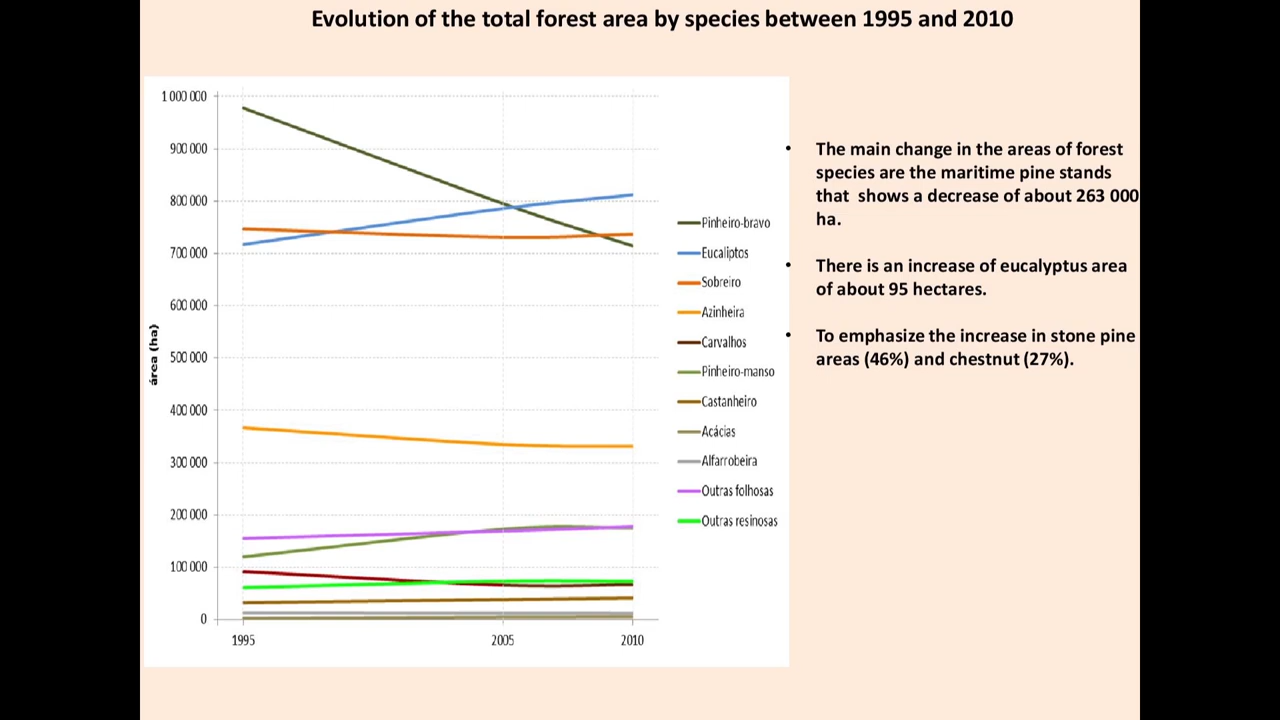 Evolution of the total forest area by species between 1995 and 2010
1 000 000
900 000
800 000
700 000
600 000
500 000
400 000
300 000
200 000
100 000
0
área (ha)
1995
2005
2010
Pinheiro-bravo
Eucaliptos
Sobreiro
Azinheira
Carvalhos
Pinheiro-manso
Castanheiro
Acácias
Alfarrobeira
Outras folhosas
Outras resinosas
• The main change in the areas of forest
species are the maritime pine stands
that shows a decrease of about 263 000
ha.
• There is an increase of eucalyptus area
of about 95 hectares.
• To emphasize the increase in stone pine
areas (46%) and chestnut (27%).